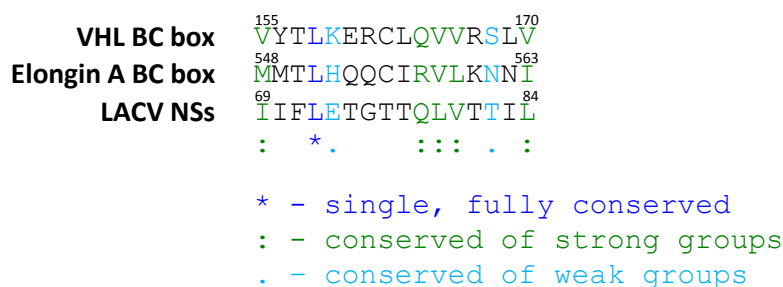 155 170
VHL BC box VYTLKERCLQVVRSLV
548 563
Elongin A BC box MMTLHQQCIRVLKNNI
69 84
LACV NSs IIFLETGTTQLVTTIL
: *. ::: . :
* - single, fully conserved
: - conserved of strong groups
. - conserved of weak groups